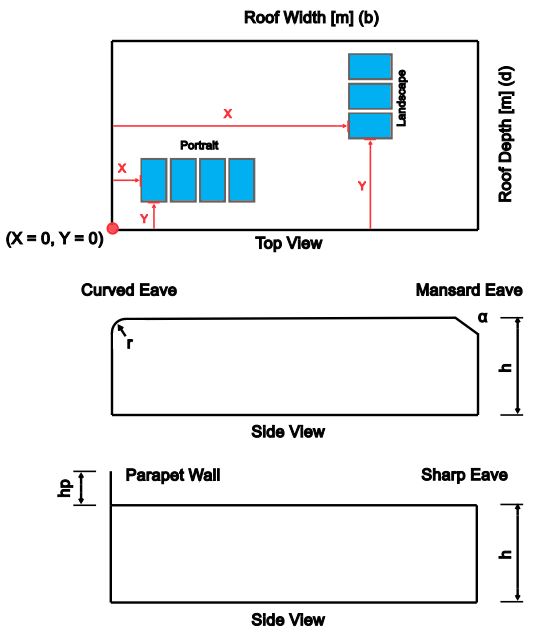 Roof Width [m] (b)
Landscape
Roof Depth [m] (d)
X
Portrait
X
Y
Y
(X = 0, Y = 0)
Top View
Curved Eave
Mansard Eave
α
r
h
Side View
hp
Parapet Wall
Sharp Eave
h
Side View